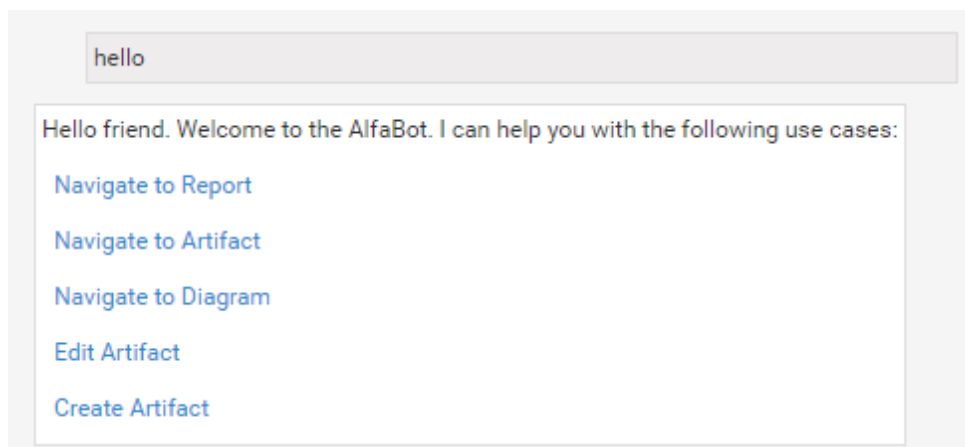 hello
Hello friend. Welcome to the AlfaBot. I can help you with the following use cases:
Navigate to Report
Navigate to Artifact
Navigate to Diagram
Edit Artifact
Create Artifact